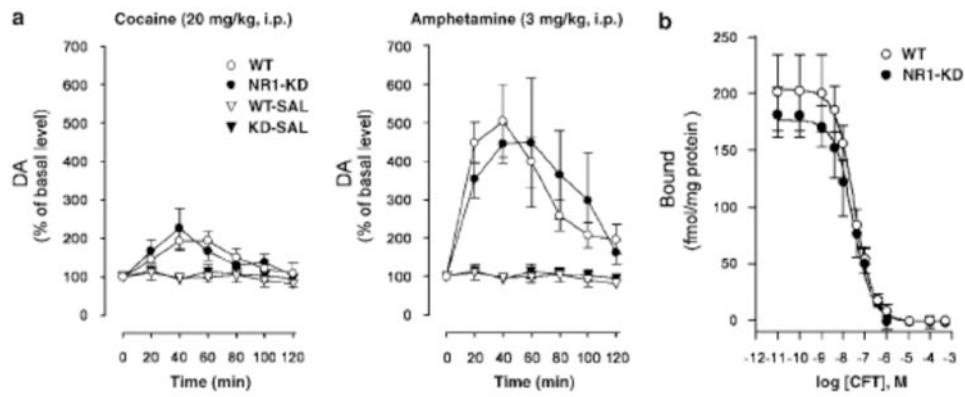 a
Cocaine (20 mg/kg, i.p.)
DA
(% of basal level)
700
600
500
400
300
200
100
0
WT
NR1-KD
WT-SAL
KD-SAL
0 20 40 60 80 100 120
Time (min)
Amphetamine (3 mg/kg, i.p.)
DA
(% of basal level)
700
600
500
400
300
200
100
0
0 20 40 60 80 100 120
Time (min)
b
Bound
(fmol/mg protein)
250
200
150
100
50
0
WT
NR1-KD
-12 -11 -10 -9 -8 -7 -6 -5 -4 -3
log [CFT], M